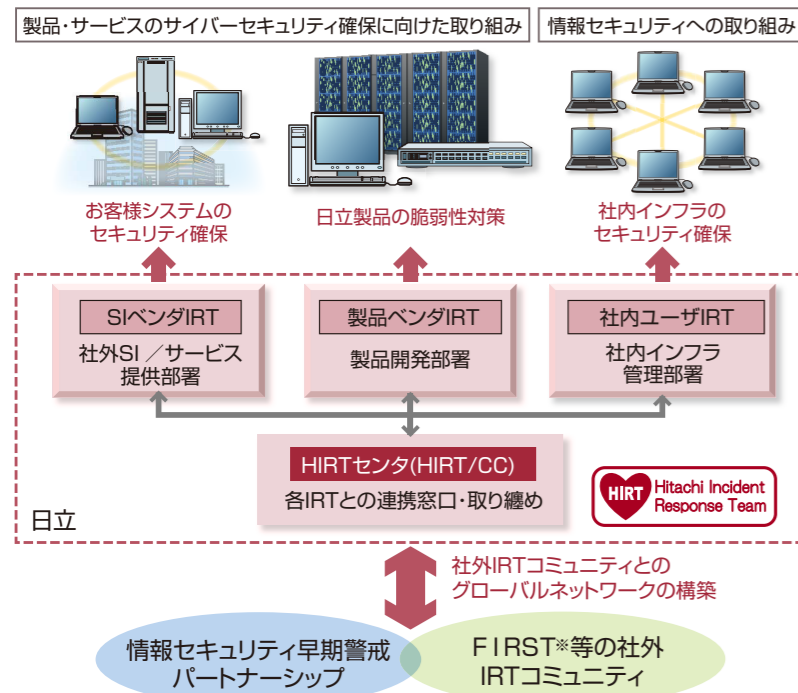 製品・サービスのサイバーセキュリティ確保に向けた取り組み
情報セキュリティへの取り組み
お客様システムの
セキュリティ確保
日立製品の脆弱性対策
社内インフラの
セキュリティ確保
SIベンダIRT
社外SI／サービス
提供部署
製品ベンダIRT
製品開発部署
社内ユーザIRT
社内インフラ
管理部署
HIRTセンタ(HIRT/CC)
各IRTとの連携窓口・取り纏め
日立
HIRT
Hitachi Incident
Response Team
社外IRTコミュニティとの
グローバルネットワークの構築
情報セキュリティ早期警戒
パートナーシップ
FIRST※等の社外
IRTコミュニティ